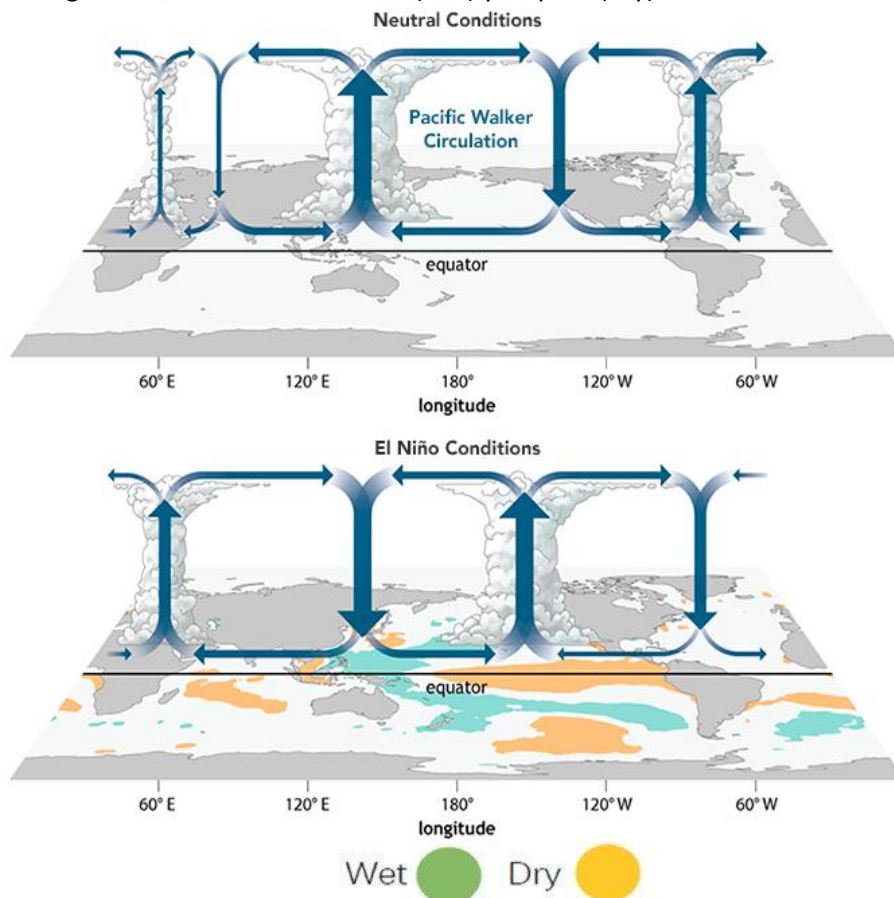 Neutral Conditions
Pacific Walker
Circulation
equator
60° E 120° E 180° 120° W 60° W
longitude
El Niño Conditions
equator
60° E 120° E 180° 120° W 60° W
longitude
Wet Dry